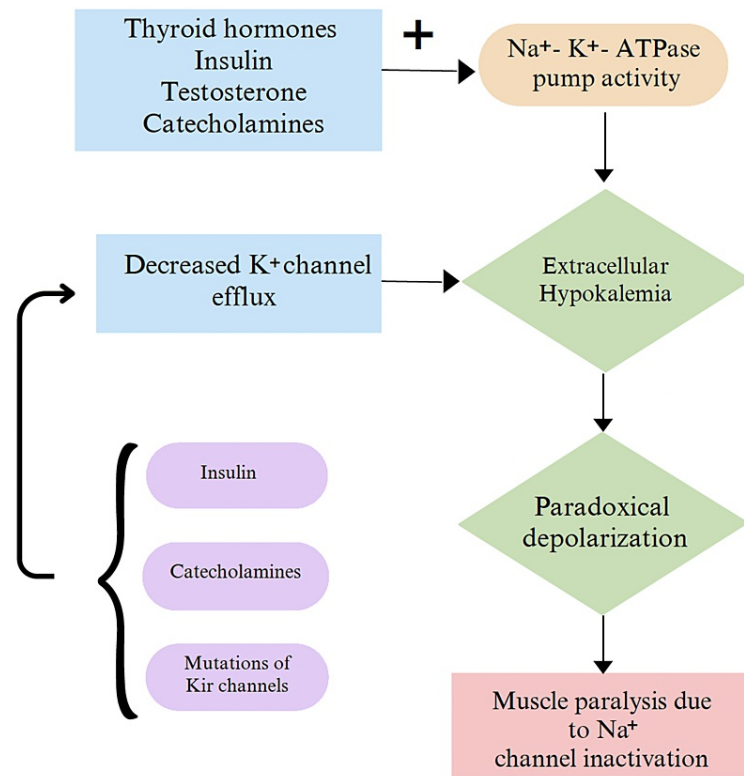 Thyroid hormones
Insulin
Testosterone
Catecholamines
+
Na⁺- K⁺- ATPase
pump activity
Decreased K⁺ channel
efflux
Extracellular
Hypokalemia
Insulin
Catecholamines
Mutations of
Kir channels
Paradoxical
depolarization
Muscle paralysis due
to Na⁺
channel inactivation